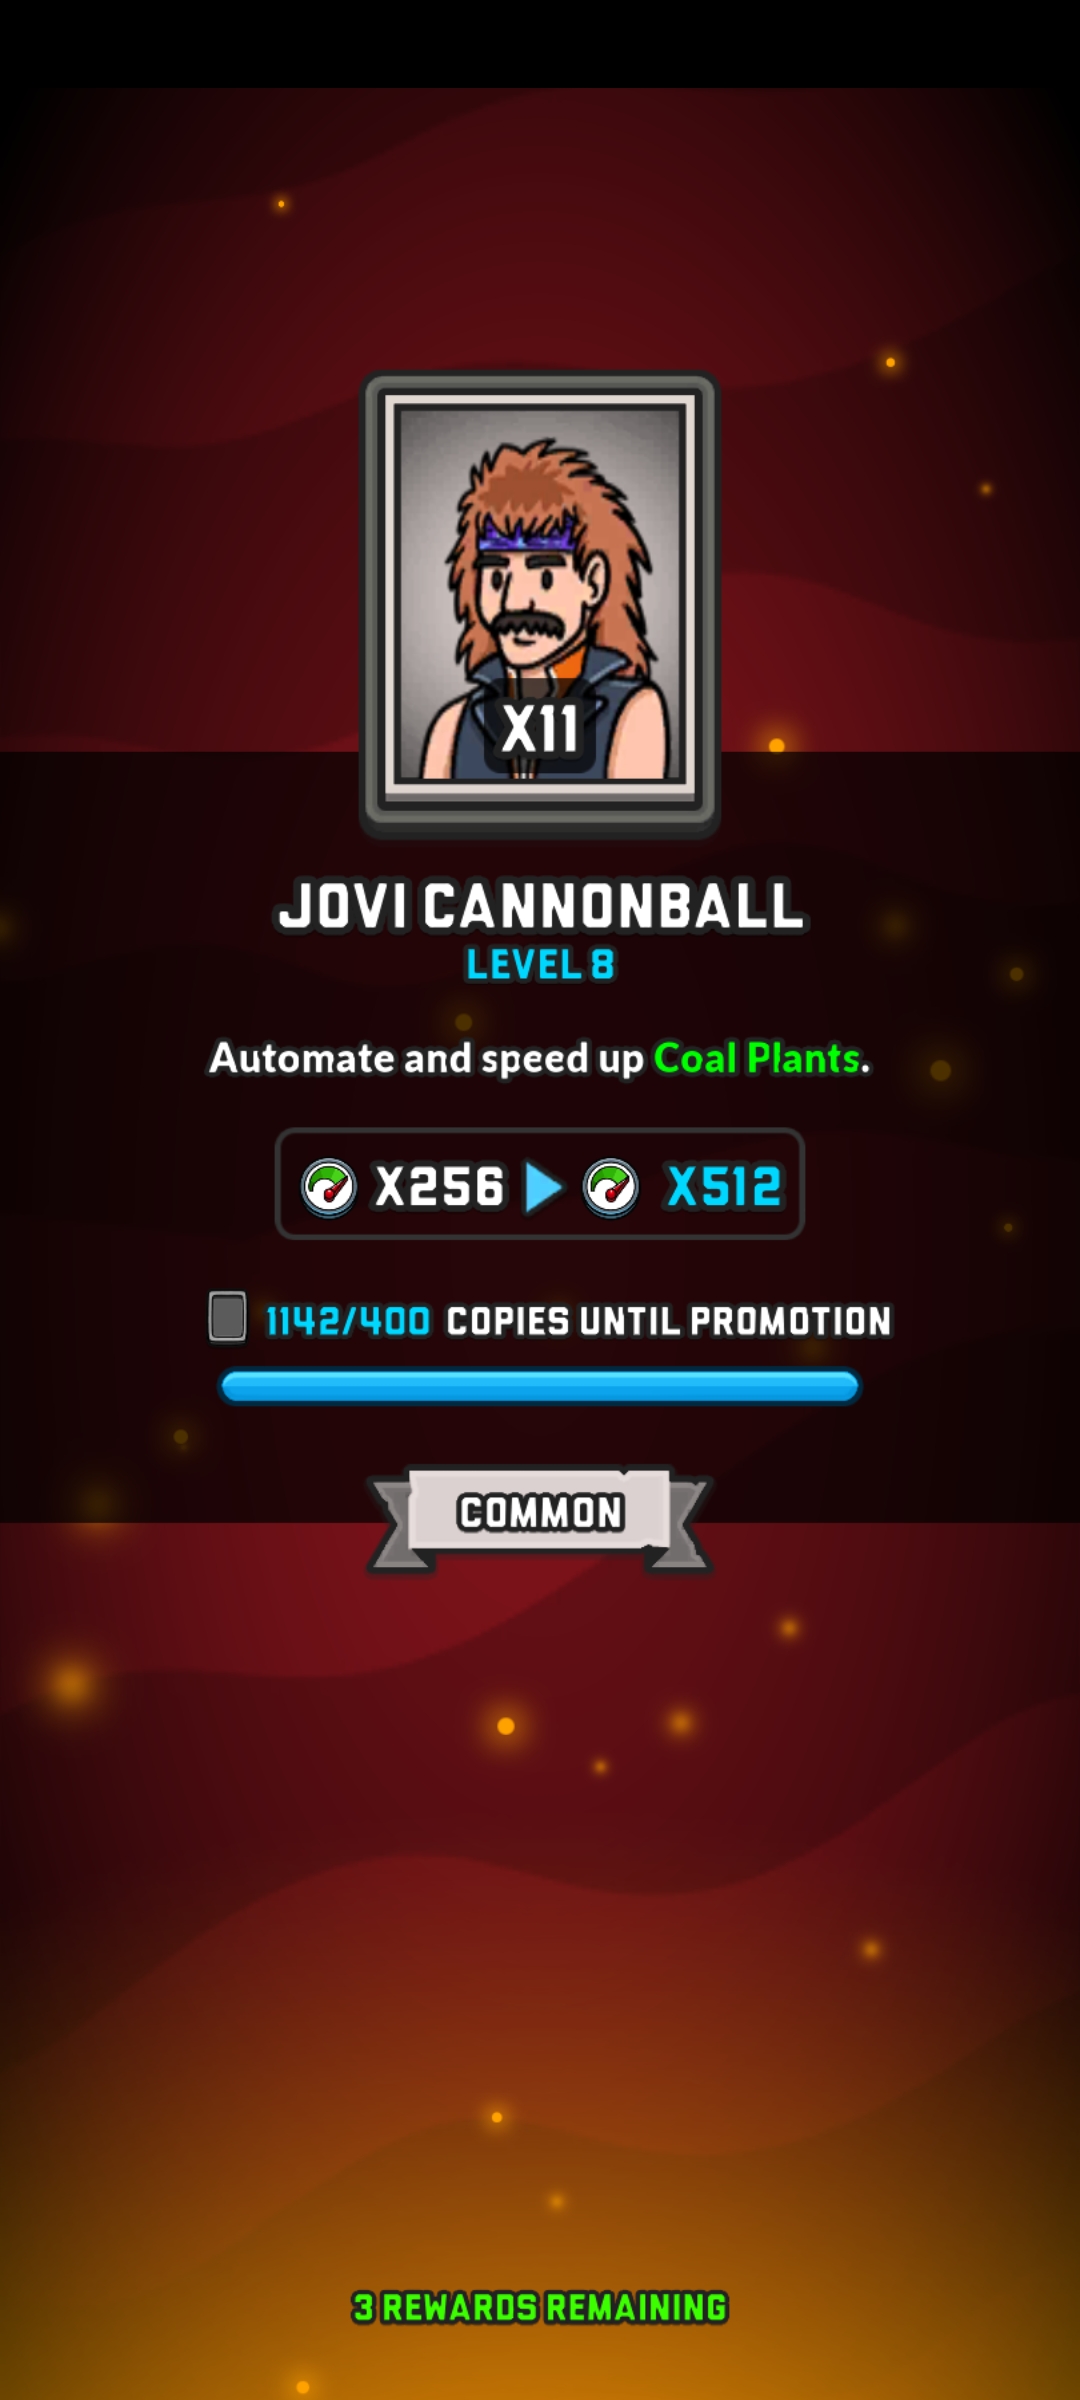 X11
JOVI CANNONBALL
LEVEL 8
Automate and speed up Coal Plants.
X256 X512
1142/400 COPIES UNTIL PROMOTION
COMMON
3 REWARDS REMAINING